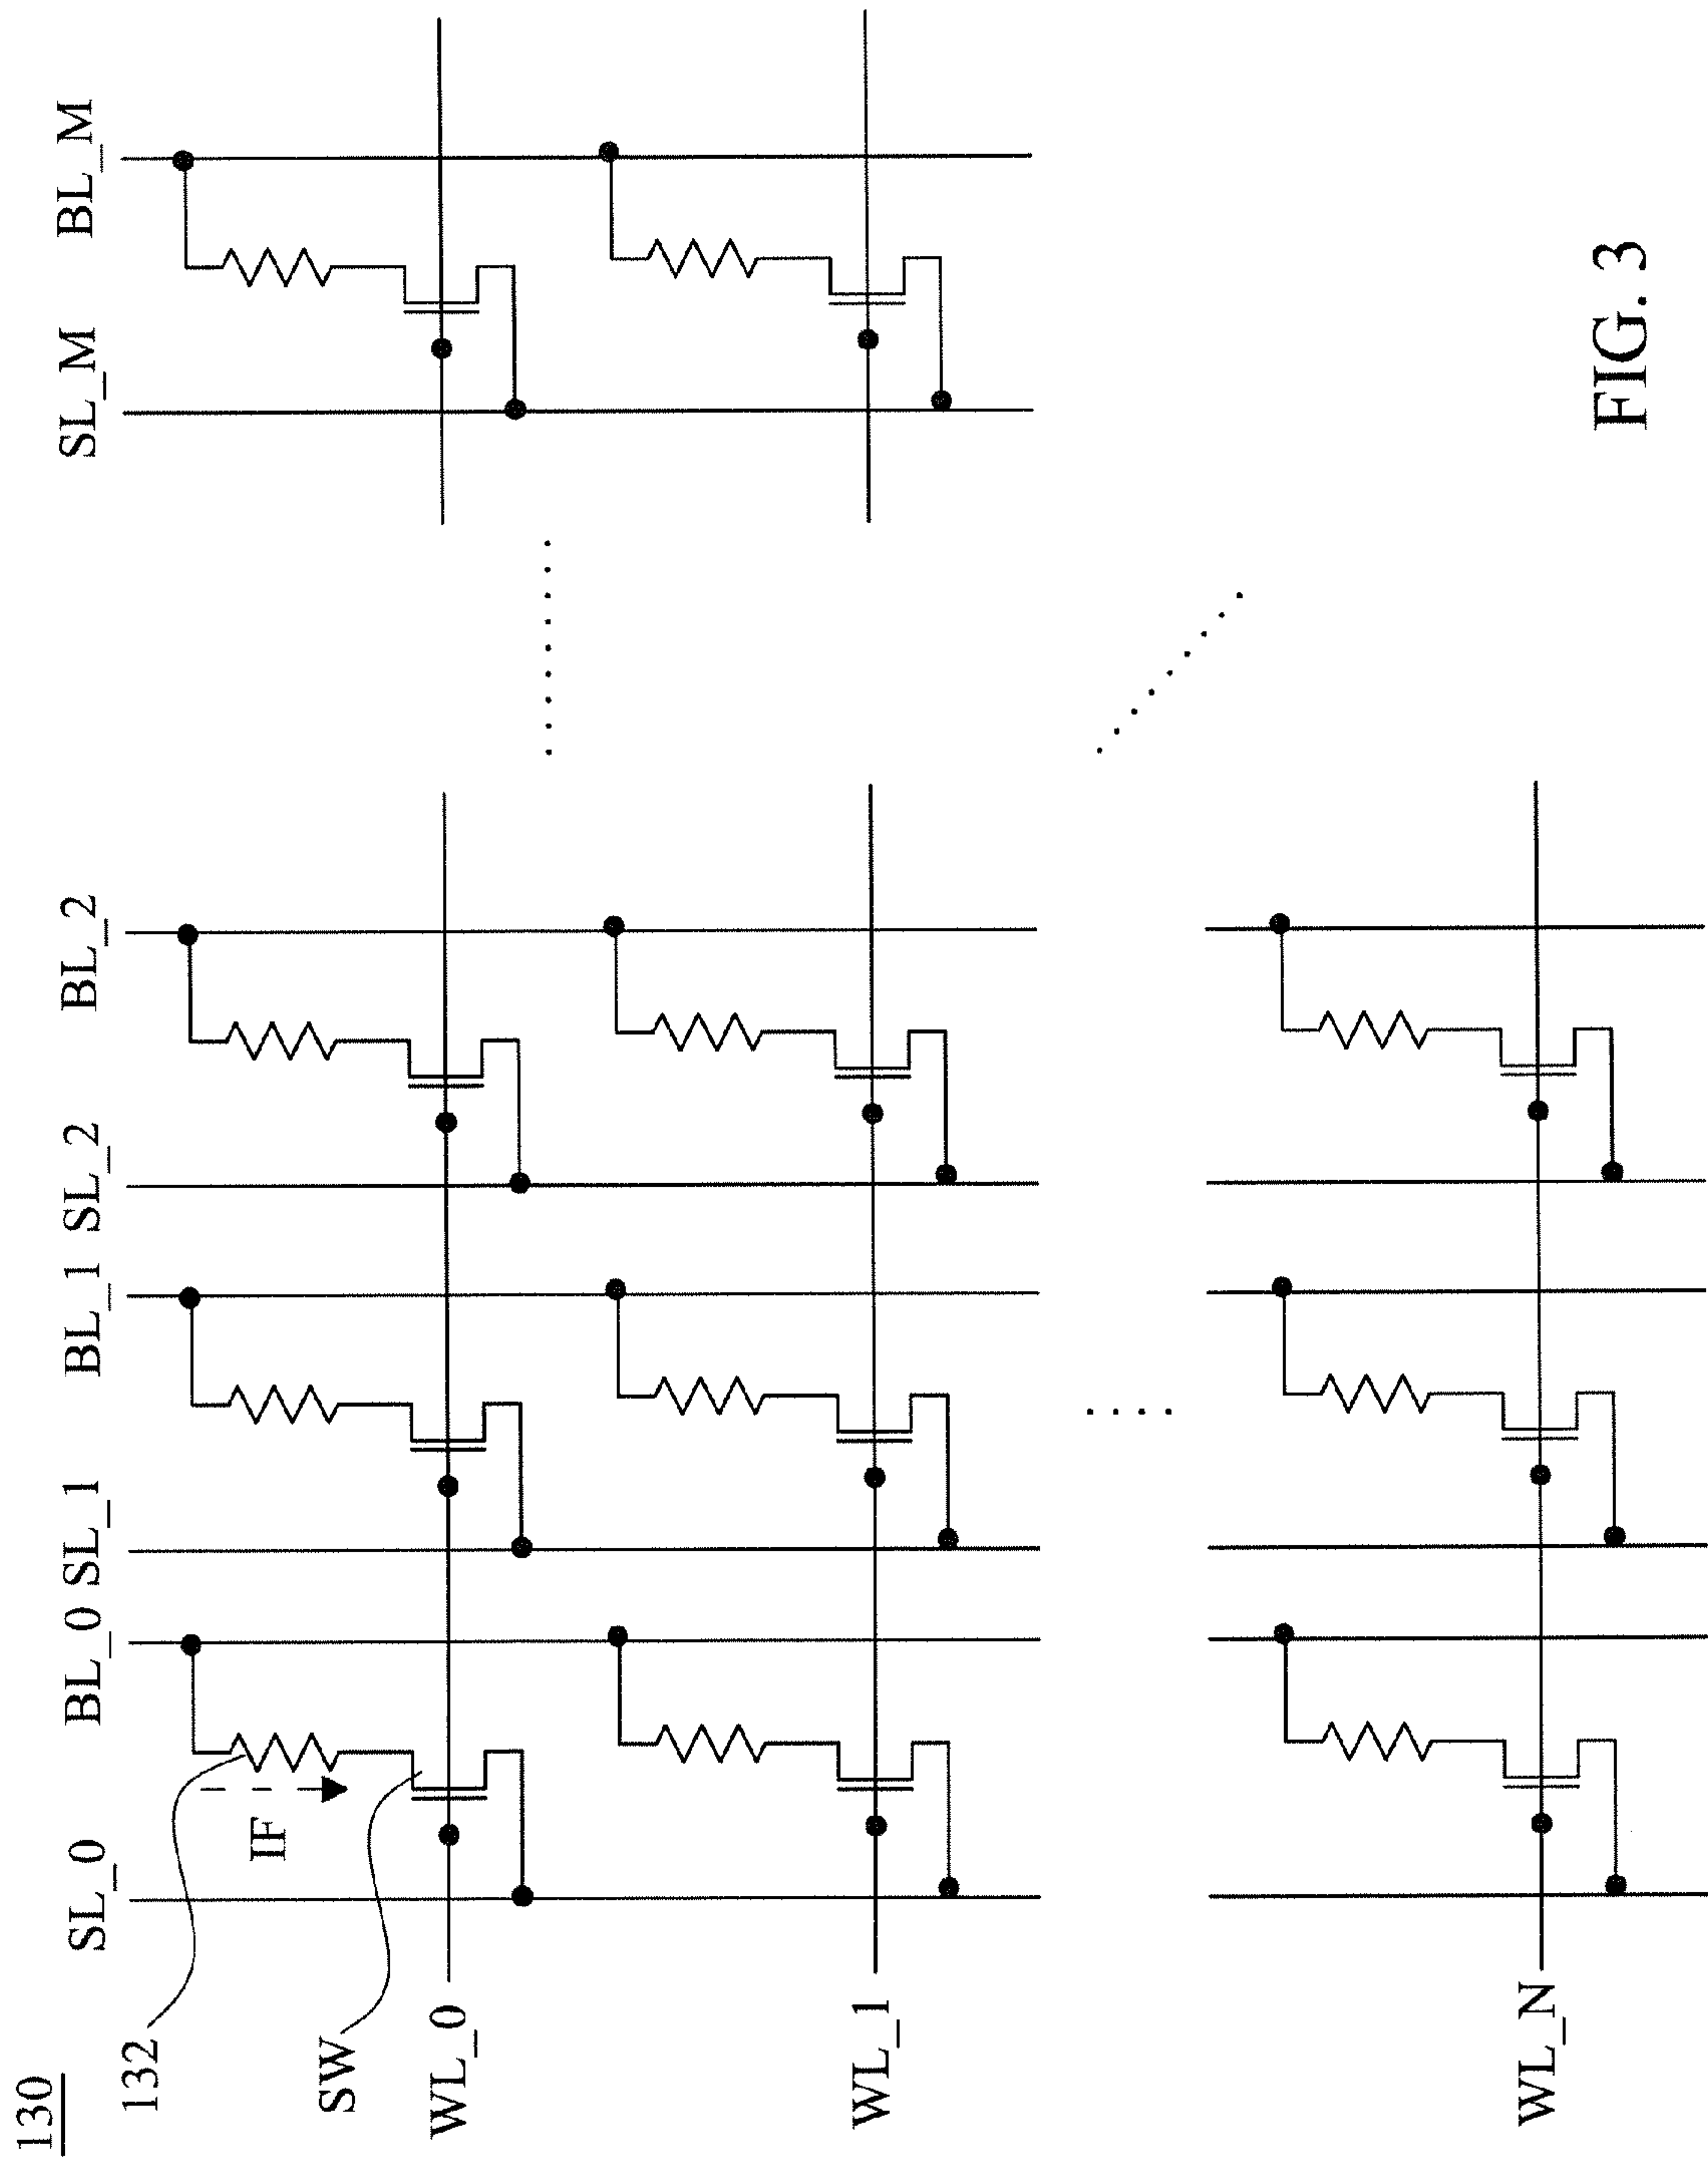 130
SL_0 BL_0 SL_1 BL_1 SL_2 BL_2 SL_M BL_M
132
IF
SW
WL_0
WL_1
WL_N
FIG. 3